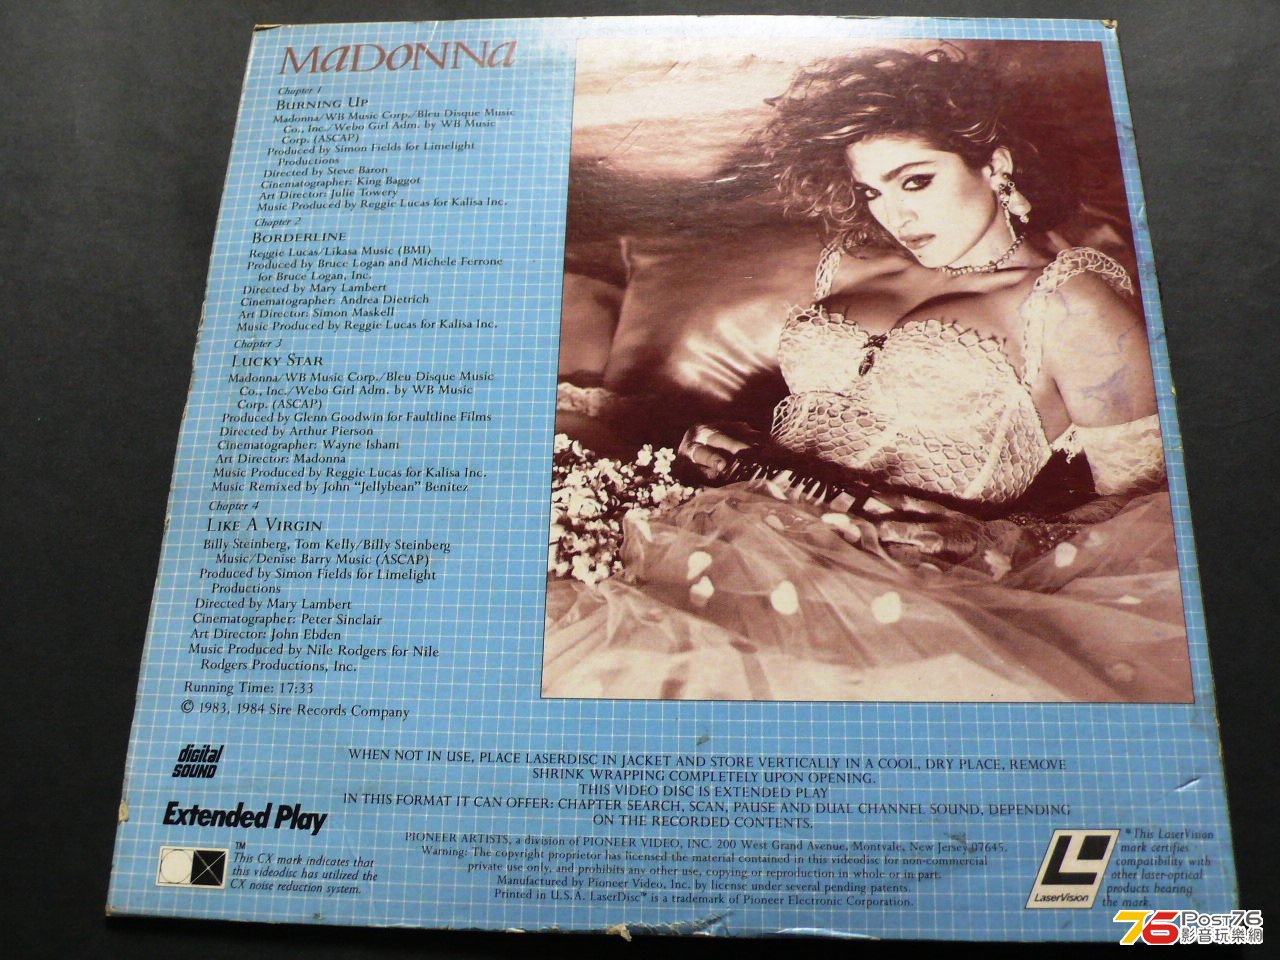 MaDONNa
Chapter 1
BURNING UP
Madonna/WB Music Corp./Bleu Disque Music
Co., Inc./Webo Girl Adm. by WB Music
Corp. (ASCAP)
Produced by Simon Fields for Limelight
Productions
Directed by Steve Baron
Cinematographer: King Baggot
Art Director: Julie Towery
Music Produced by Reggie Lucas for Kalisa Inc.
Chapter 2
BORDERLINE
Reggie Lucas/Likasa Music (BMI)
Produced by Bruce Logan and Michele Ferrone
for Bruce Logan, Inc.
Directed by Mary Lambert
Cinematographer: Andrea Dietrich
Art Director: Simon Maskell
Music Produced by Reggie Lucas for Kalisa Inc.
Chapter 3
LUCKY STAR
Madonna/WB Music Corp./Bleu Disque Music
Co., Inc./Webo Girl Adm. by WB Music
Corp. (ASCAP)
Produced by Glenn Goodwin for Faultline Films
Directed by Arthur Pierson
Cinematographer: Wayne Isham
Art Director: Madonna
Music Produced by Reggie Lucas for Kalisa Inc.
Music Remixed by John “Jellybean” Benitez
Chapter 4
LIKE A VIRGIN
Billy Steinberg, Tom Kelly/Billy Steinberg
Music/Denise Barry Music (ASCAP)
Produced by Simon Fields for Limelight
Productions
Directed by Mary Lambert
Cinematographer: Peter Sinclair
Art Director: John Ebden
Music Produced by Nile Rodgers for Nile
Rodgers Productions, Inc.
Running Time: 17:33
© 1983, 1984 Sire Records Company
digital
SOUND
WHEN NOT IN USE, PLACE LASERDISC IN JACKET AND STORE VERTICALLY IN A COOL, DRY PLACE, REMOVE
SHRINK WRAPPING COMPLETELY UPON OPENING.
THIS VIDEO DISC IS EXTENDED PLAY
IN THIS FORMAT IT CAN OFFER: CHAPTER SEARCH, SCAN, PAUSE AND DUAL CHANNEL SOUND, DEPENDING
ON THE RECORDED CONTENTS.
Extended Play
PIONEER ARTISTS, a division of PIONEER VIDEO, INC. 200 West Grand Avenue, Montvale, New Jersey 07645.
Warning: The copyright proprietor has licensed the material contained in this videodisc for non-commercial
private use only, and prohibits any other use, copying or reproduction in whole or in part.
Manufactured by Pioneer Video, Inc. by license under several pending patents.
Printed in U.S.A. LaserDisc™ is a trademark of Pioneer Electronic Corporation.
TM
This CX mark indicates that
this videodisc has utilized the
CX noise reduction system.
LaserVision
*This LaserVision
mark certifies
compatibility with
other laser-optical
products bearing
the mark.
76 POST76
影音玩樂網